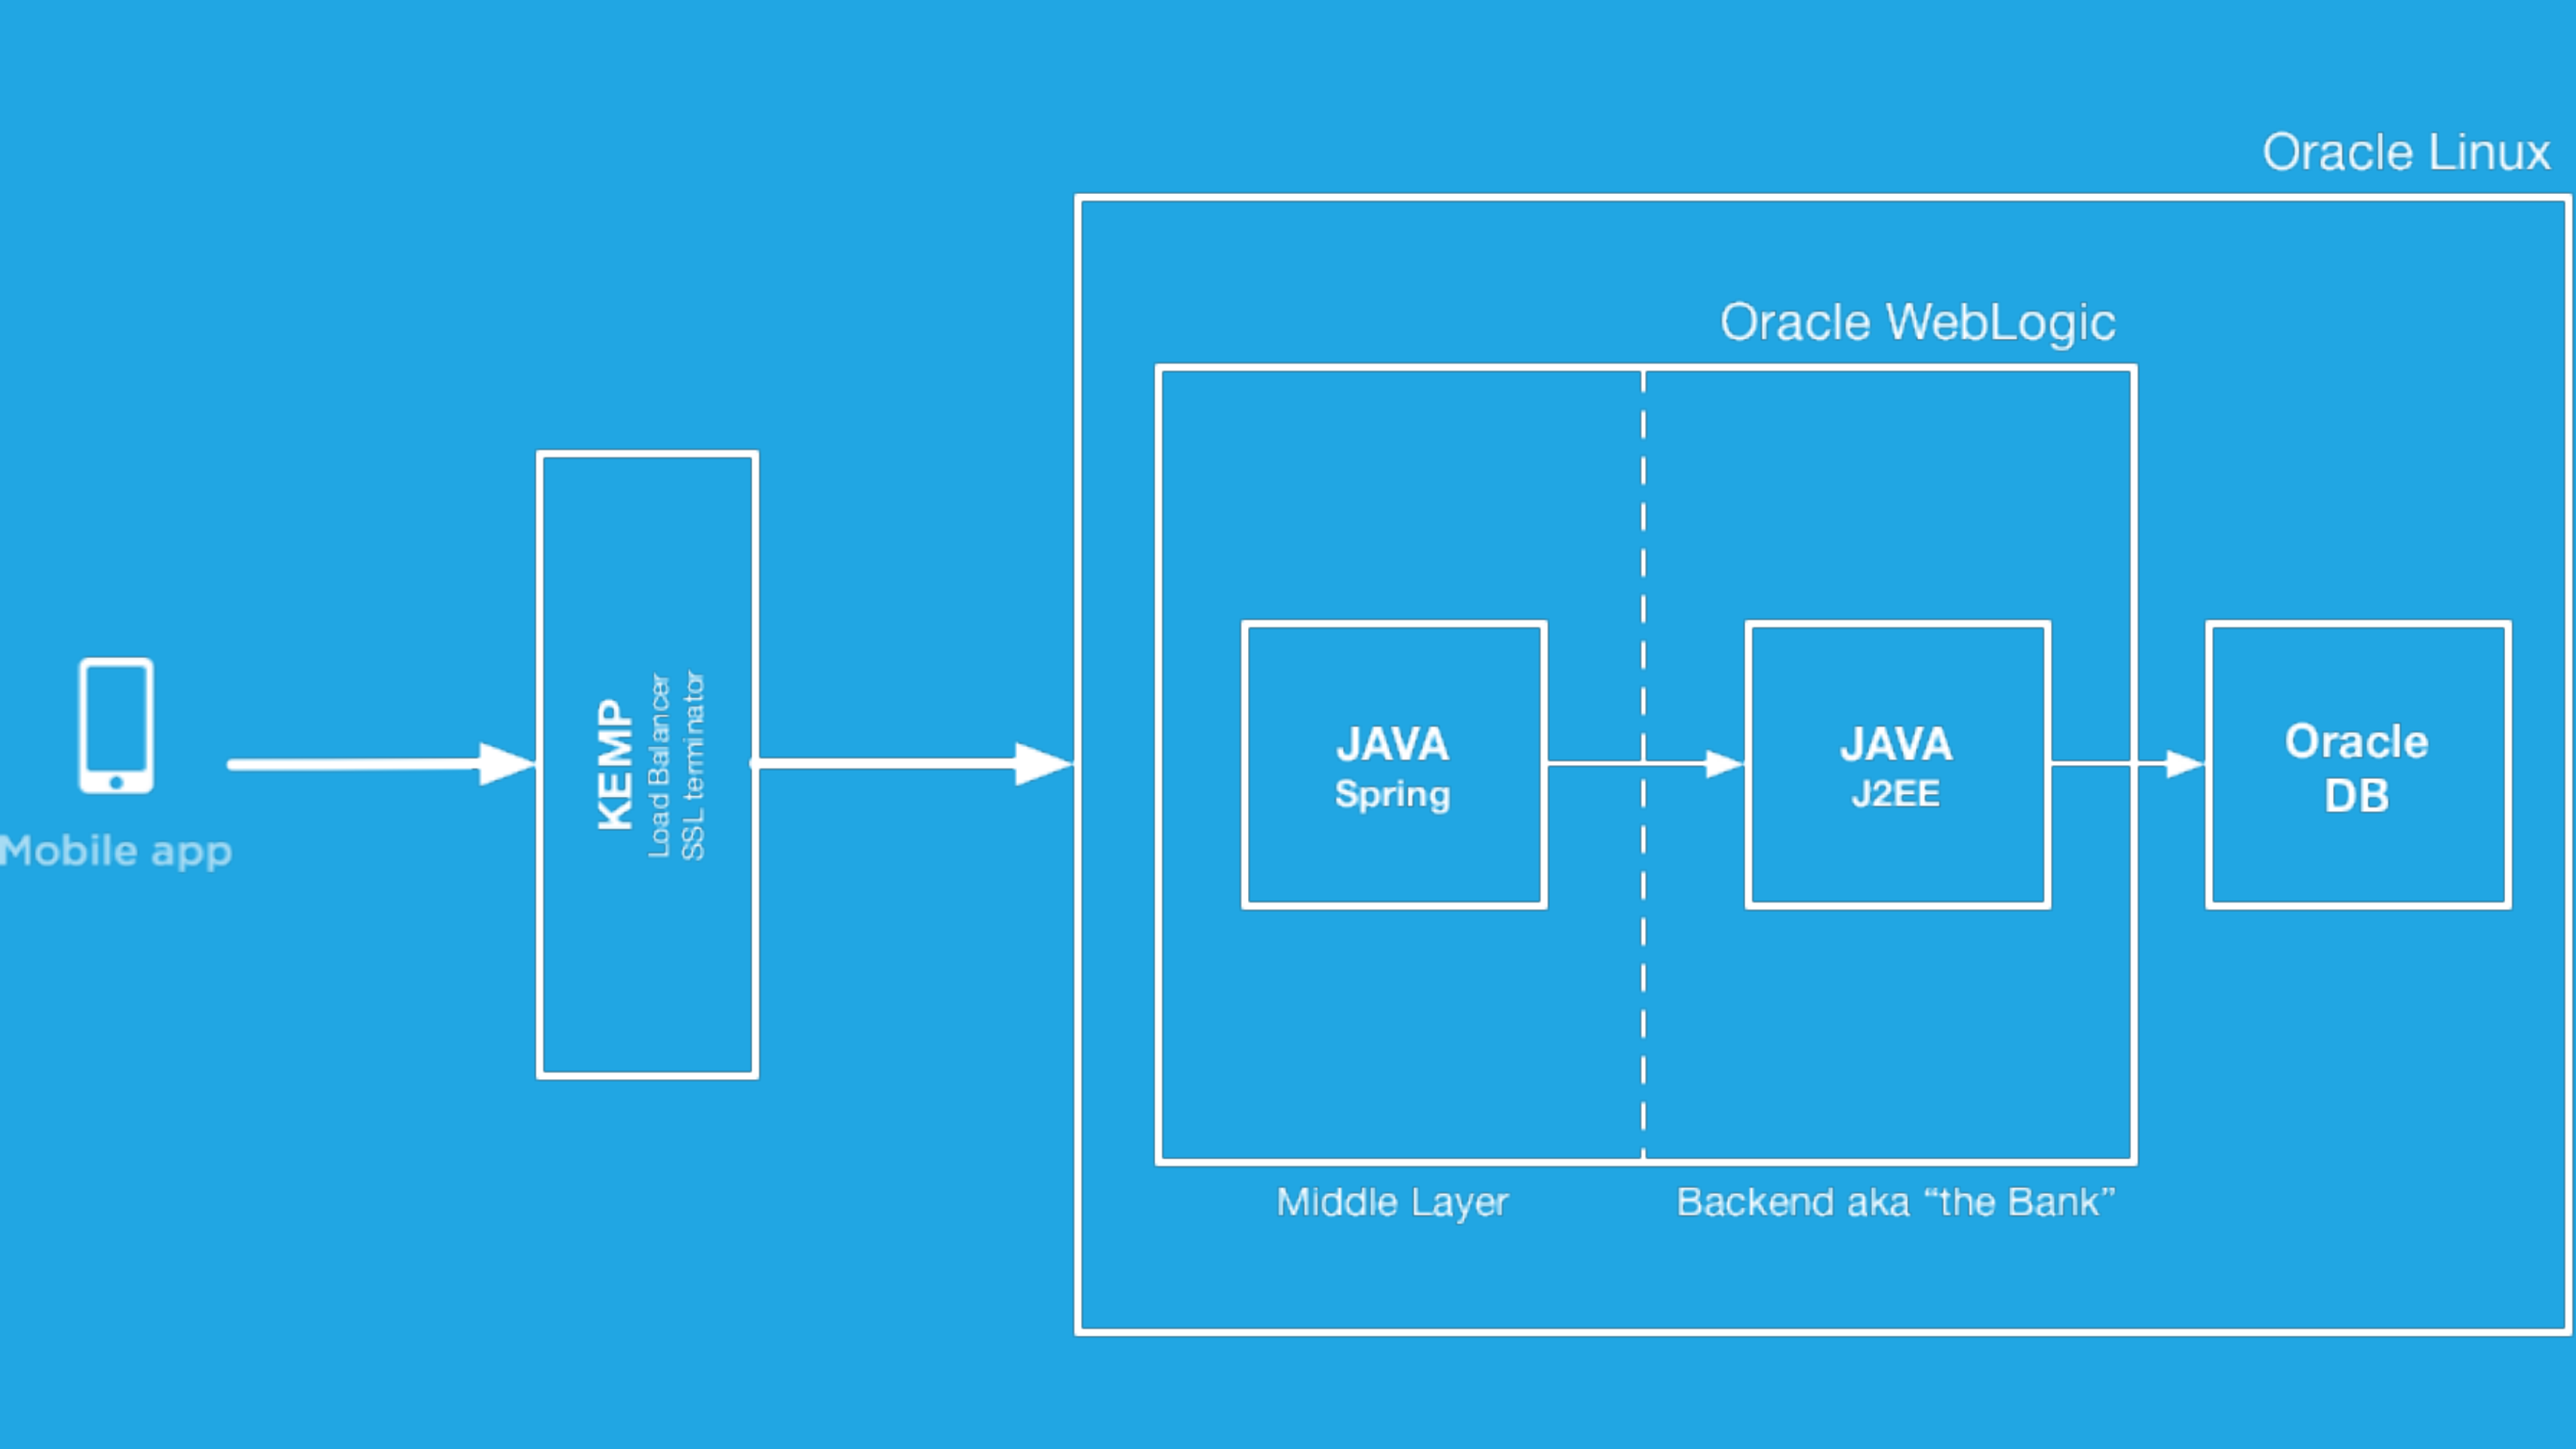 Oracle Linux
Oracle WebLogic
Mobile app
KEMP
Load Balancer
SSL terminator
JAVA
Spring
JAVA
J2EE
Oracle
DB
Middle Layer
Backend aka “the Bank”